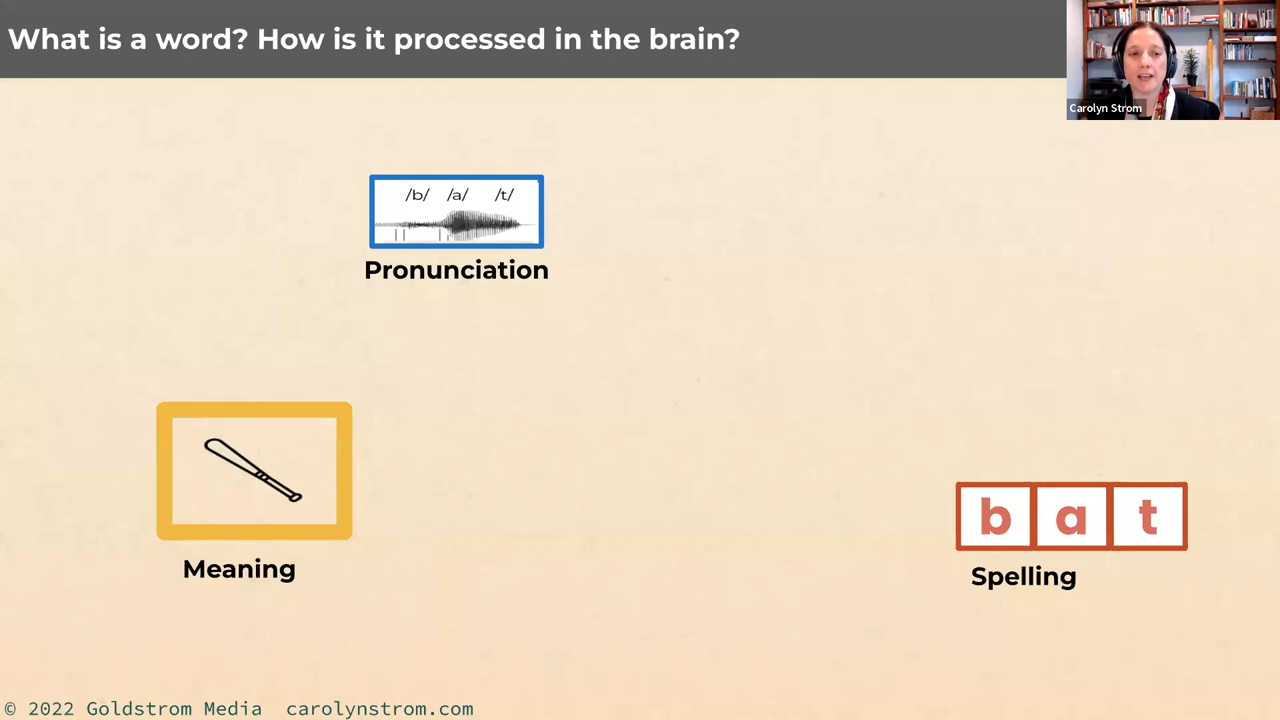 What is a word? How is it processed in the brain?
Carolyn Strom
/b/ /a/ /t/
Pronunciation
Meaning
b a t
Spelling
© 2022 Goldstrom Media carolynstrom.com